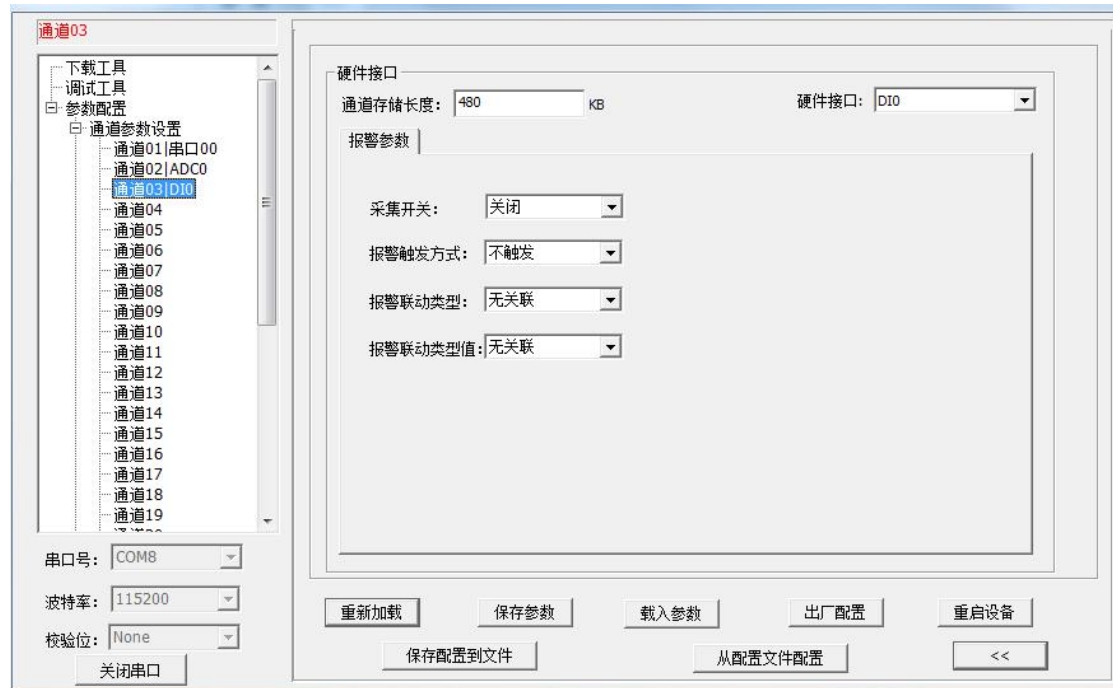 通道03
下载工具
调试工具
参数配置
通道参数设置
通道01|串口00
通道02|ADC0
通道03|DI0
通道04
通道05
通道06
通道07
通道08
通道09
通道10
通道11
通道12
通道13
通道14
通道15
通道16
通道17
通道18
通道19
串口号： COM8
波特率： 115200
校验位： None
关闭串口
硬件接口
通道存储长度： 480 KB 硬件接口： DI0
报警参数
采集开关： 关闭
报警触发方式： 不触发
报警联动类型： 无关联
报警联动类型值： 无关联
重新加载 保存参数 载入参数 出厂配置 重启设备
保存配置到文件 从配置文件配置 <<